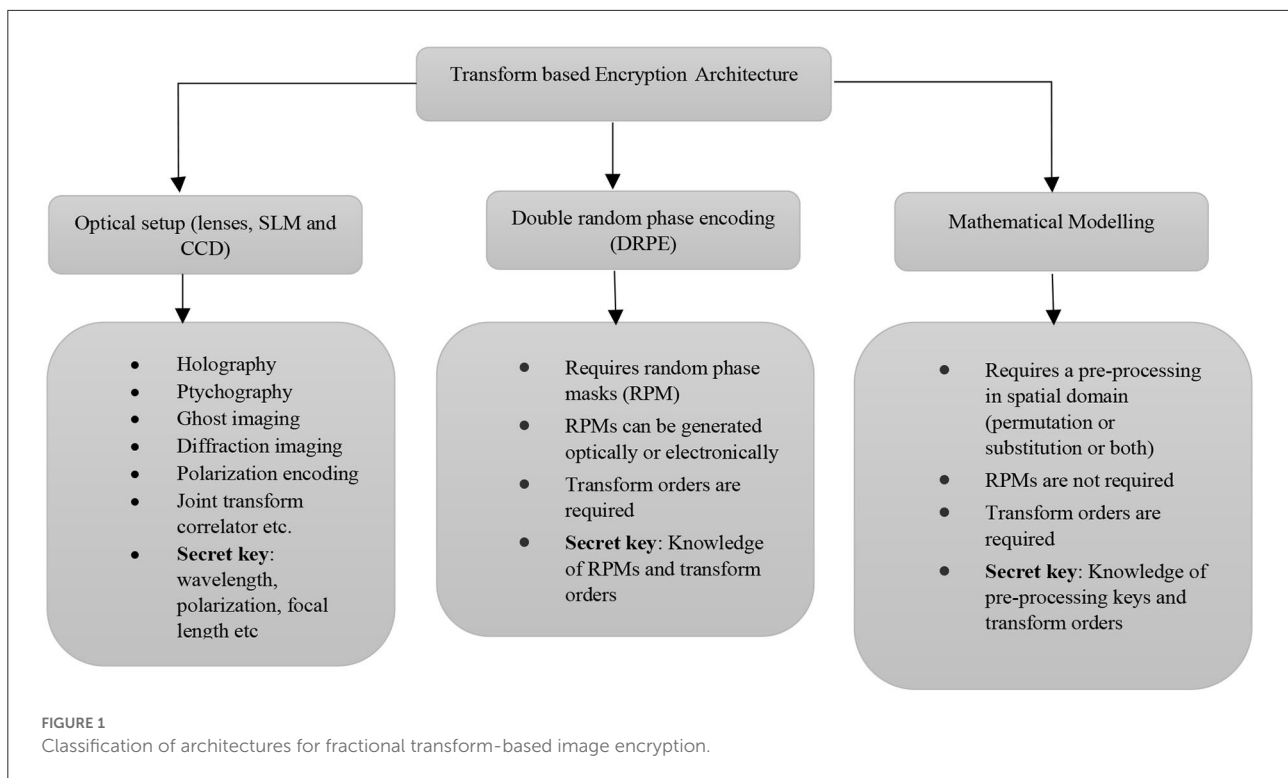 Transform based Encryption Architecture
Optical setup (lenses, SLM and
CCD)
Double random phase encoding
(DRPE)
Mathematical Modelling
• Holography
• Ptychography
• Ghost imaging
• Diffraction imaging
• Polarization encoding
• Joint transform
correlator etc.
• Secret key:
wavelength,
polarization, focal
length etc
• Requires random phase
masks (RPM)
• RPMs can be generated
optically or electronically
• Transform orders are
required
• Secret key: Knowledge
of RPMs and transform
orders
• Requires a pre-processing
in spatial domain
(permutation or
substitution or both)
• RPMs are not required
• Transform orders are
required
• Secret key: Knowledge of
pre-processing keys and
transform orders
FIGURE 1
Classification of architectures for fractional transform-based image encryption.